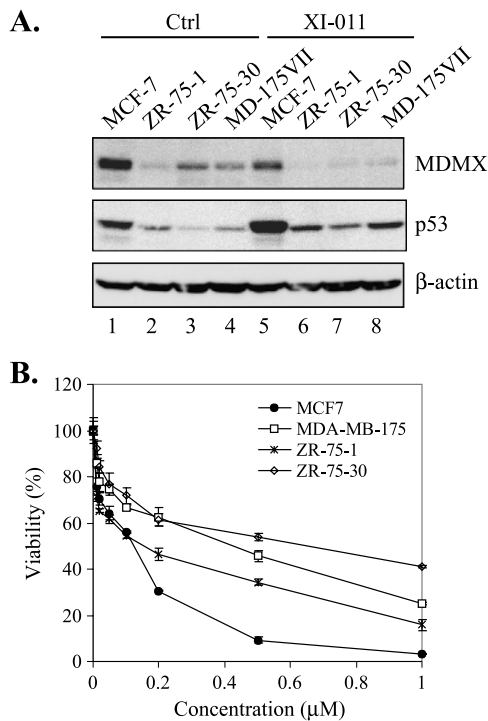 A.
Ctrl XI-011
MCF-7 ZR-75-1 ZR-75-30 MD-175VII MCF-7 ZR-75-1 ZR-75-30 MD-175VII
MDMX
p53
β-actin
1 2 3 4 5 6 7 8
B.
120
100
80
60
40
20
0
Viability (%)
MCF7
MDA-MB-175
ZR-75-1
ZR-75-30
0 0.2 0.4 0.6 0.8 1
Concentration (μM)